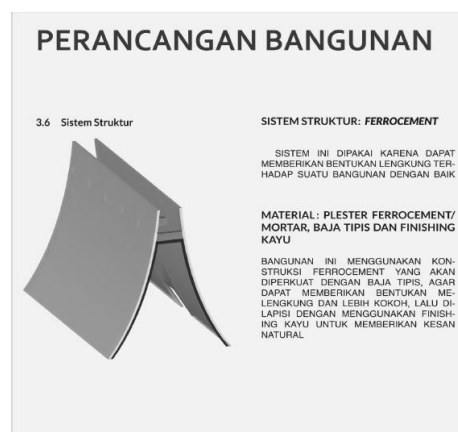 PERANCANGAN BANGUNAN
3.6 Sistem Struktur
SISTEM STRUKTUR: FERROCEMENT
SISTEM INI DIPAKAI KARENA DAPAT
MEMBERIKAN BENTUKAN LENGKUNG TER-
HADAP SUATU BANGUNAN DENGAN BAIK
MATERIAL: PLESTER FERROCEMENT/
MORTAR, BAJA TIPIS DAN FINISHING
KAYU
BANGUNAN INI MENGGUNAKAN KON-
STRUKSI FERROCEMENT YANG AKAN
DIPERKUAT DENGAN BAJA TIPIS, AGAR
DAPAT MEMBERIKAN BENTUKAN ME-
LENGKUNG DAN LEBIH KOKOH, LALU DI-
LAPISI DENGAN MENGGUNAKAN FINISH-
ING KAYU UNTUK MEMBERIKAN KESAN
NATURAL